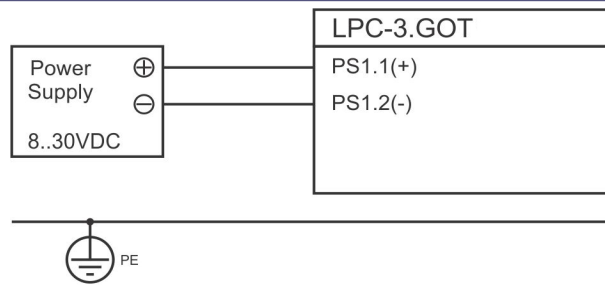 LPC-3.GOT
Power
Supply
8..30VDC
PS1.1(+)
PS1.2(-)
PE